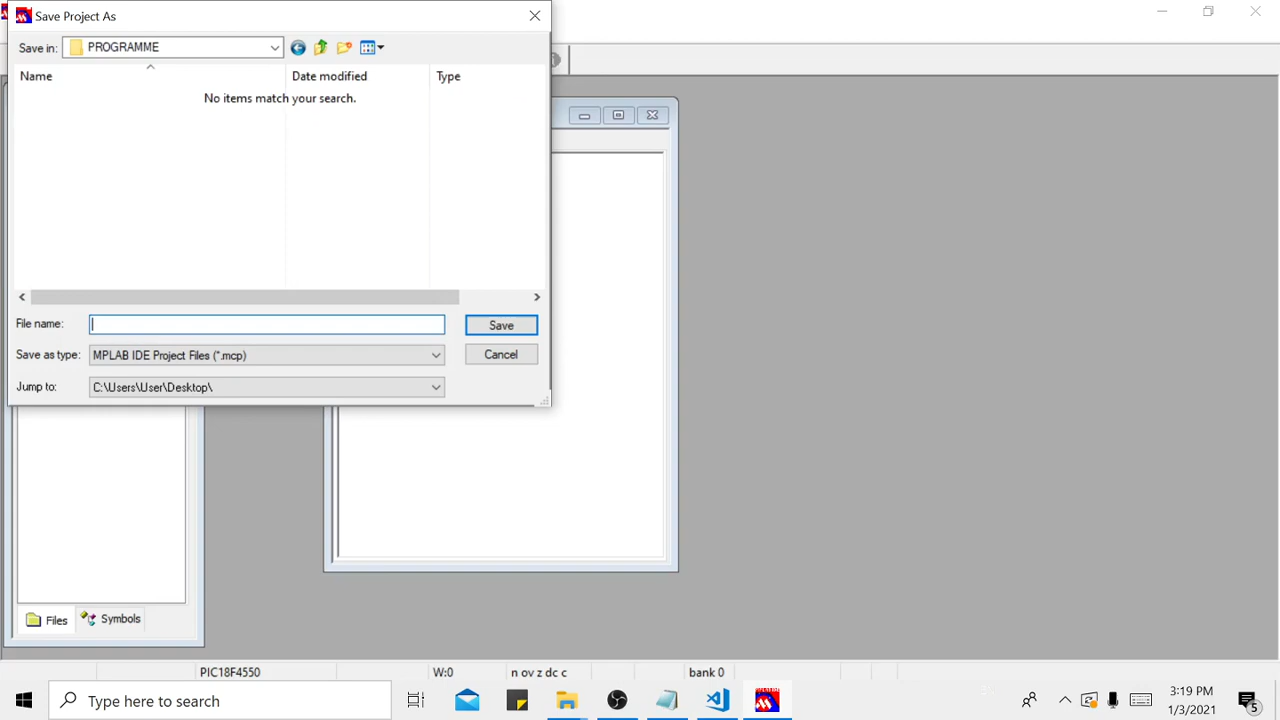 Save Project As
Save in: PROGRAMME
Name Date modified Type
No items match your search.
File name: Save
Save as type: MPLAB IDE Project Files (*.mcp) Cancel
Jump to: C:\Users\User\Desktop\
Files Symbols
PIC18F4550 W:0 n ov z dc c bank 0
Type here to search
3:19 PM
1/3/2021
5